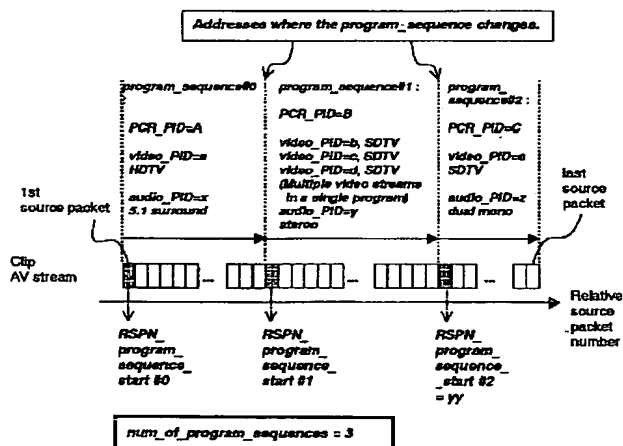 Addresses where the program_sequence changes.
program_sequence#0
PCR_PID=A
video_PID=a
HDTV
audio_PID=x
5.1 surround
program_sequence#1 :
PCR_PID=B
video_PID=b, SDTV
video_PID=c, SDTV
video_PID=d, SDTV
(Multiple video streams
in a single program)
audio_PID=y
stereo
program_
sequence#2 :
PCR_PID=C
video_PID=a
SDTV
audio_PID=z
dual mono
1st
source packet
last
source
packet
Clip
AV stream
... ... ...
Relative
source
packet
number
RSPN_
program_
sequence_
start #0
RSPN_
program_
sequence_
start #1
RSPN_
program_
sequence_
_start #2
= yy
num_of_program_sequences = 3